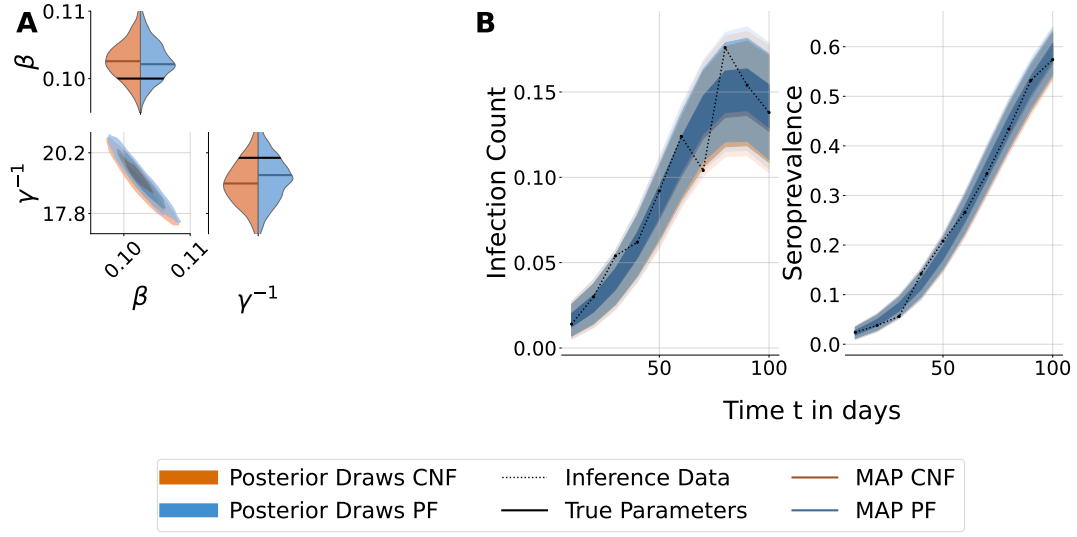 A
0.11
β
0.10
20.2
γ⁻¹
17.8
0.10
0.11
β
γ⁻¹
B
Infection Count
0.15
0.10
0.05
0.00
50
100
Seroprevalence
0.6
0.5
0.4
0.3
0.2
0.1
0.0
50
100
Time t in days
Posterior Draws CNF
Inference Data
MAP CNF
Posterior Draws PF
True Parameters
MAP PF